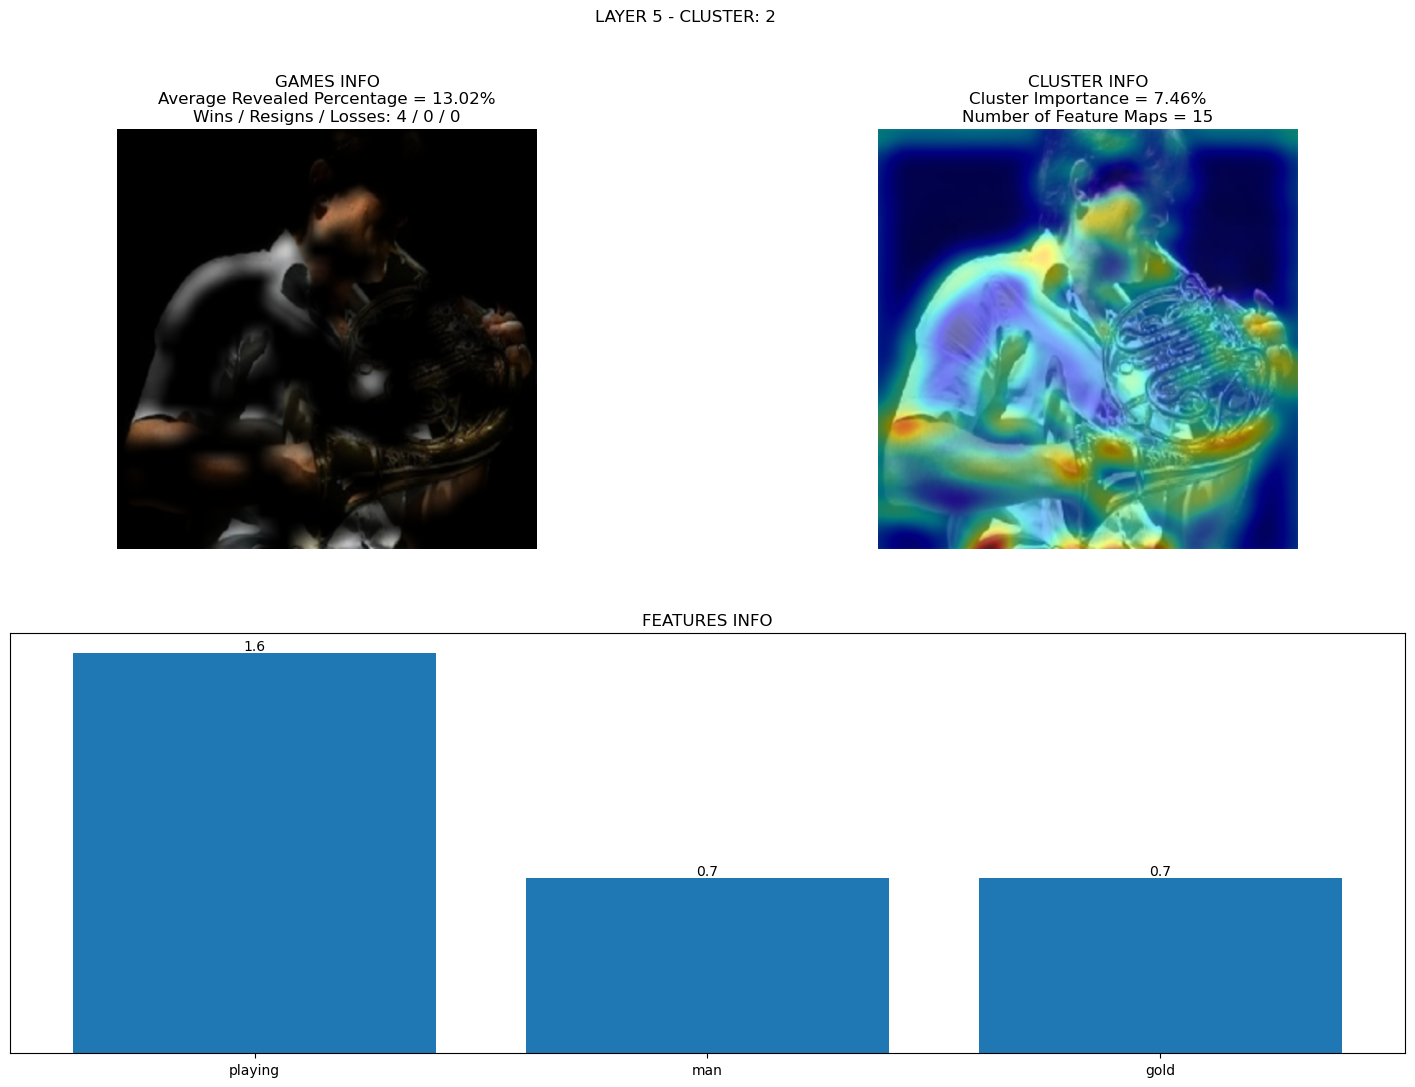 LAYER 5 - CLUSTER: 2
GAMES INFO
Average Revealed Percentage = 13.02%
Wins / Resigns / Losses: 4 / 0 / 0
CLUSTER INFO
Cluster Importance = 7.46%
Number of Feature Maps = 15
FEATURES INFO
1.6
0.7
0.7
playing
man
gold